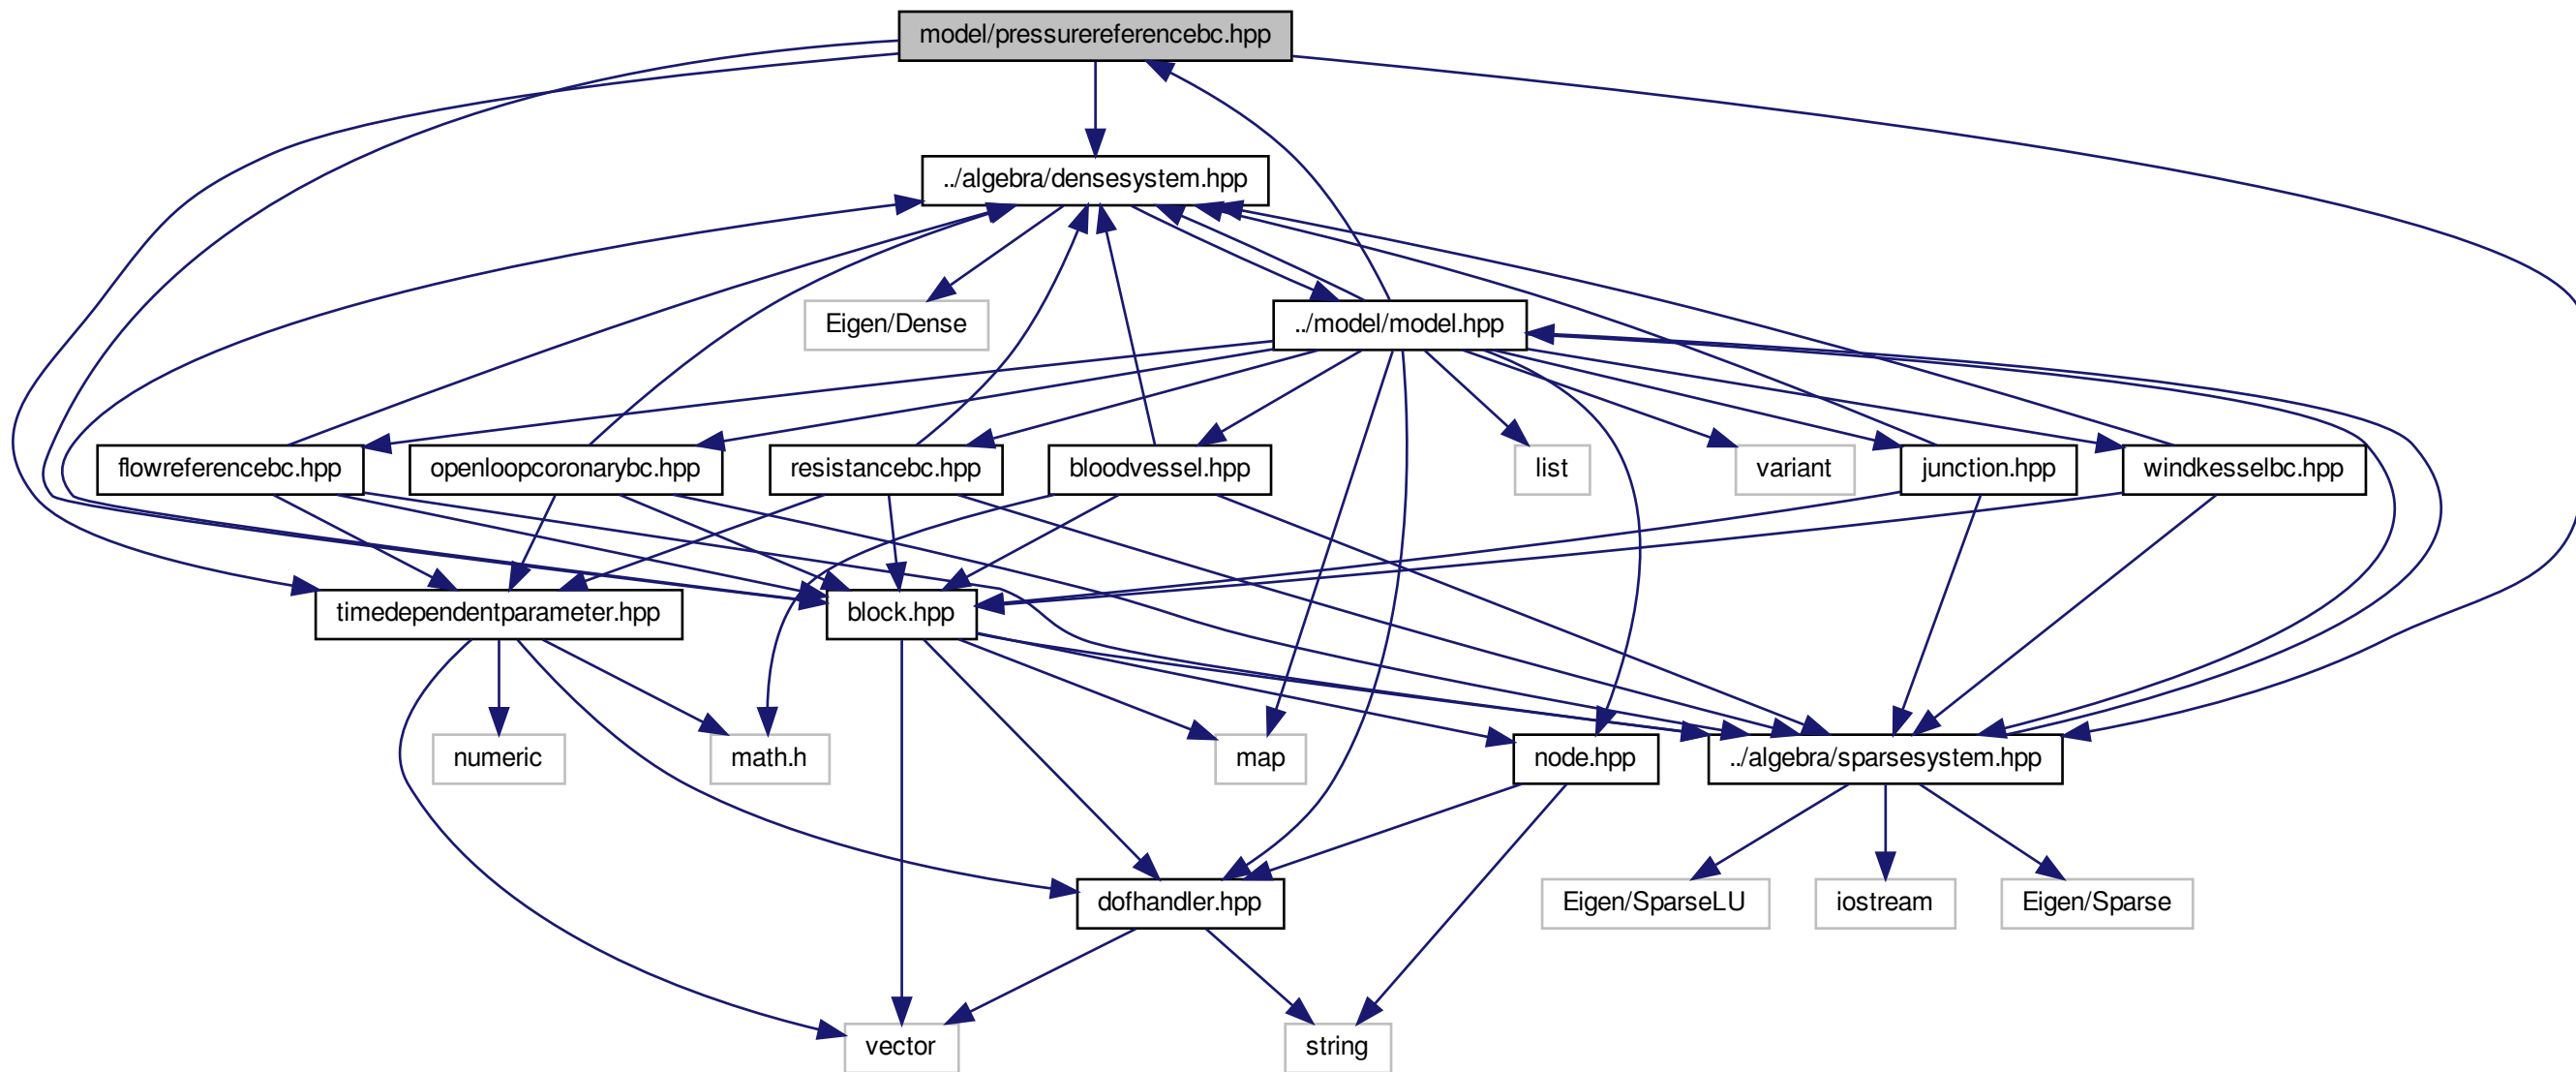 model/pressurereferencebc.hpp
../algebra/densesystem.hpp
Eigen/Dense
../model/model.hpp
flowreferencebc.hpp
openloopcoronarybc.hpp
resistancebc.hpp
bloodvessel.hpp
list
variant
junction.hpp
windkesselbc.hpp
timedependentparameter.hpp
block.hpp
numeric
math.h
map
node.hpp
../algebra/sparsesystem.hpp
dofhandler.hpp
Eigen/SparseLU
iostream
Eigen/Sparse
vector
string